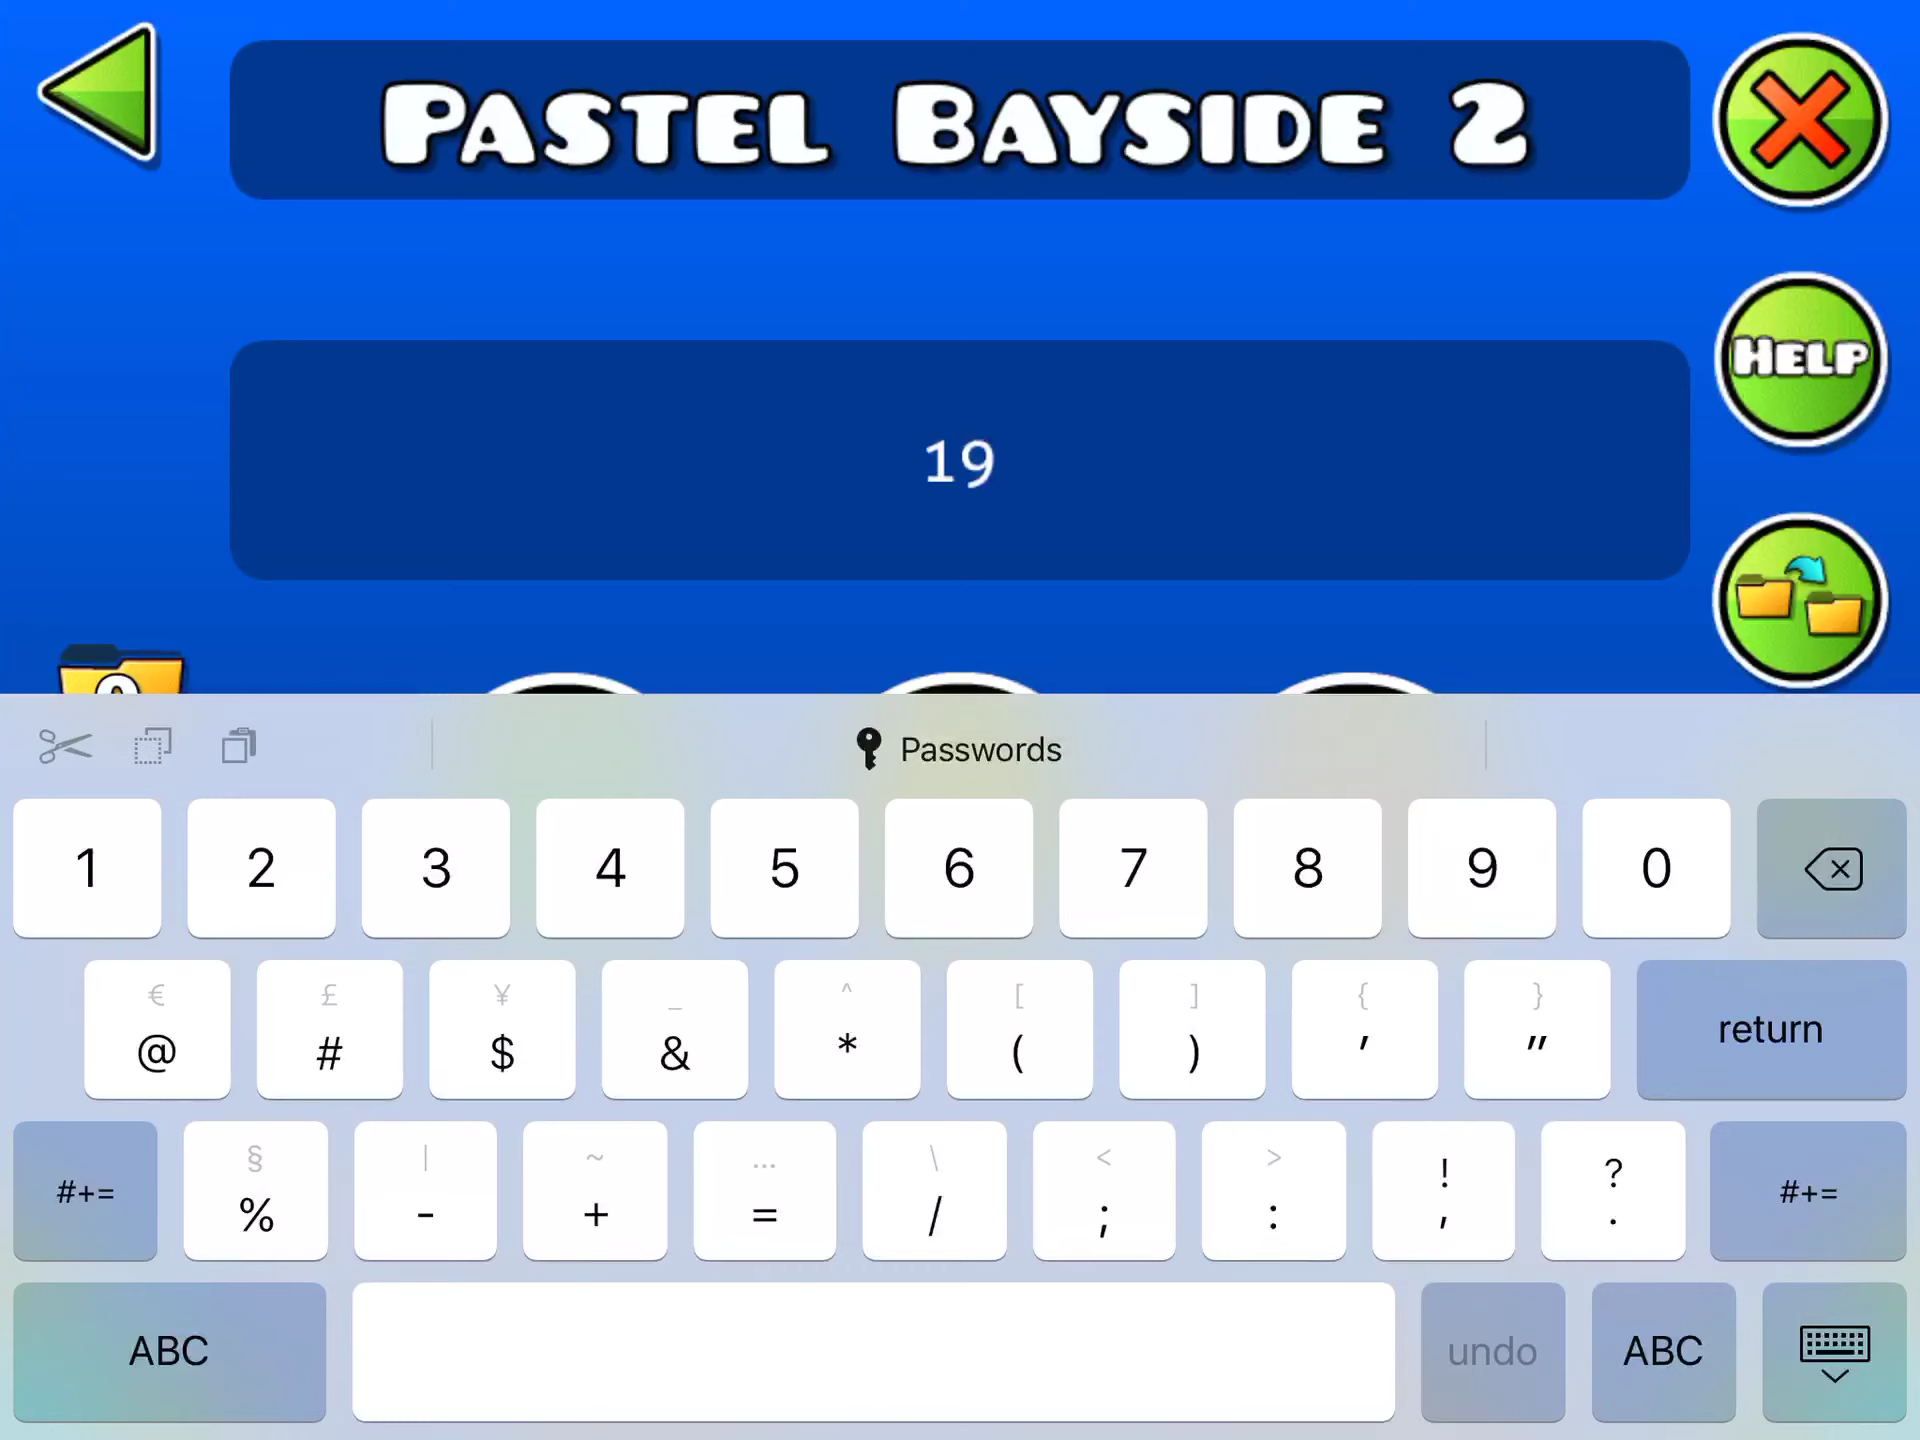 PASTEL BAYSIDE 2
HELP
19
0
Passwords
1 2 3 4 5 6 7 8 9 0
€ £ ¥ _ ^ [ ] { }
@ # $ & * ( ) ' "
return
§ | ~ … \ < > ! ?
#+= % - + = / ; : , . #+=
ABC undo ABC